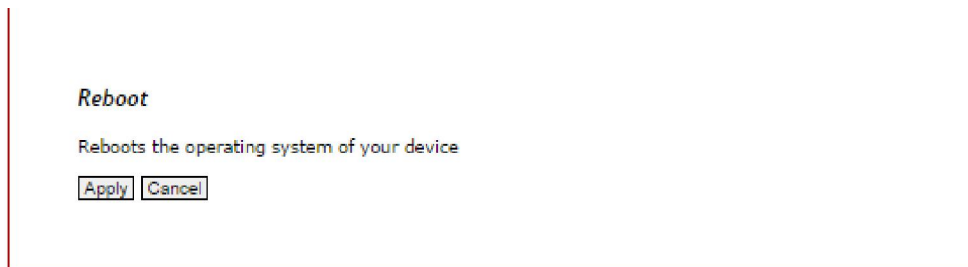 Reboot
Reboots the operating system of your device
Apply Cancel